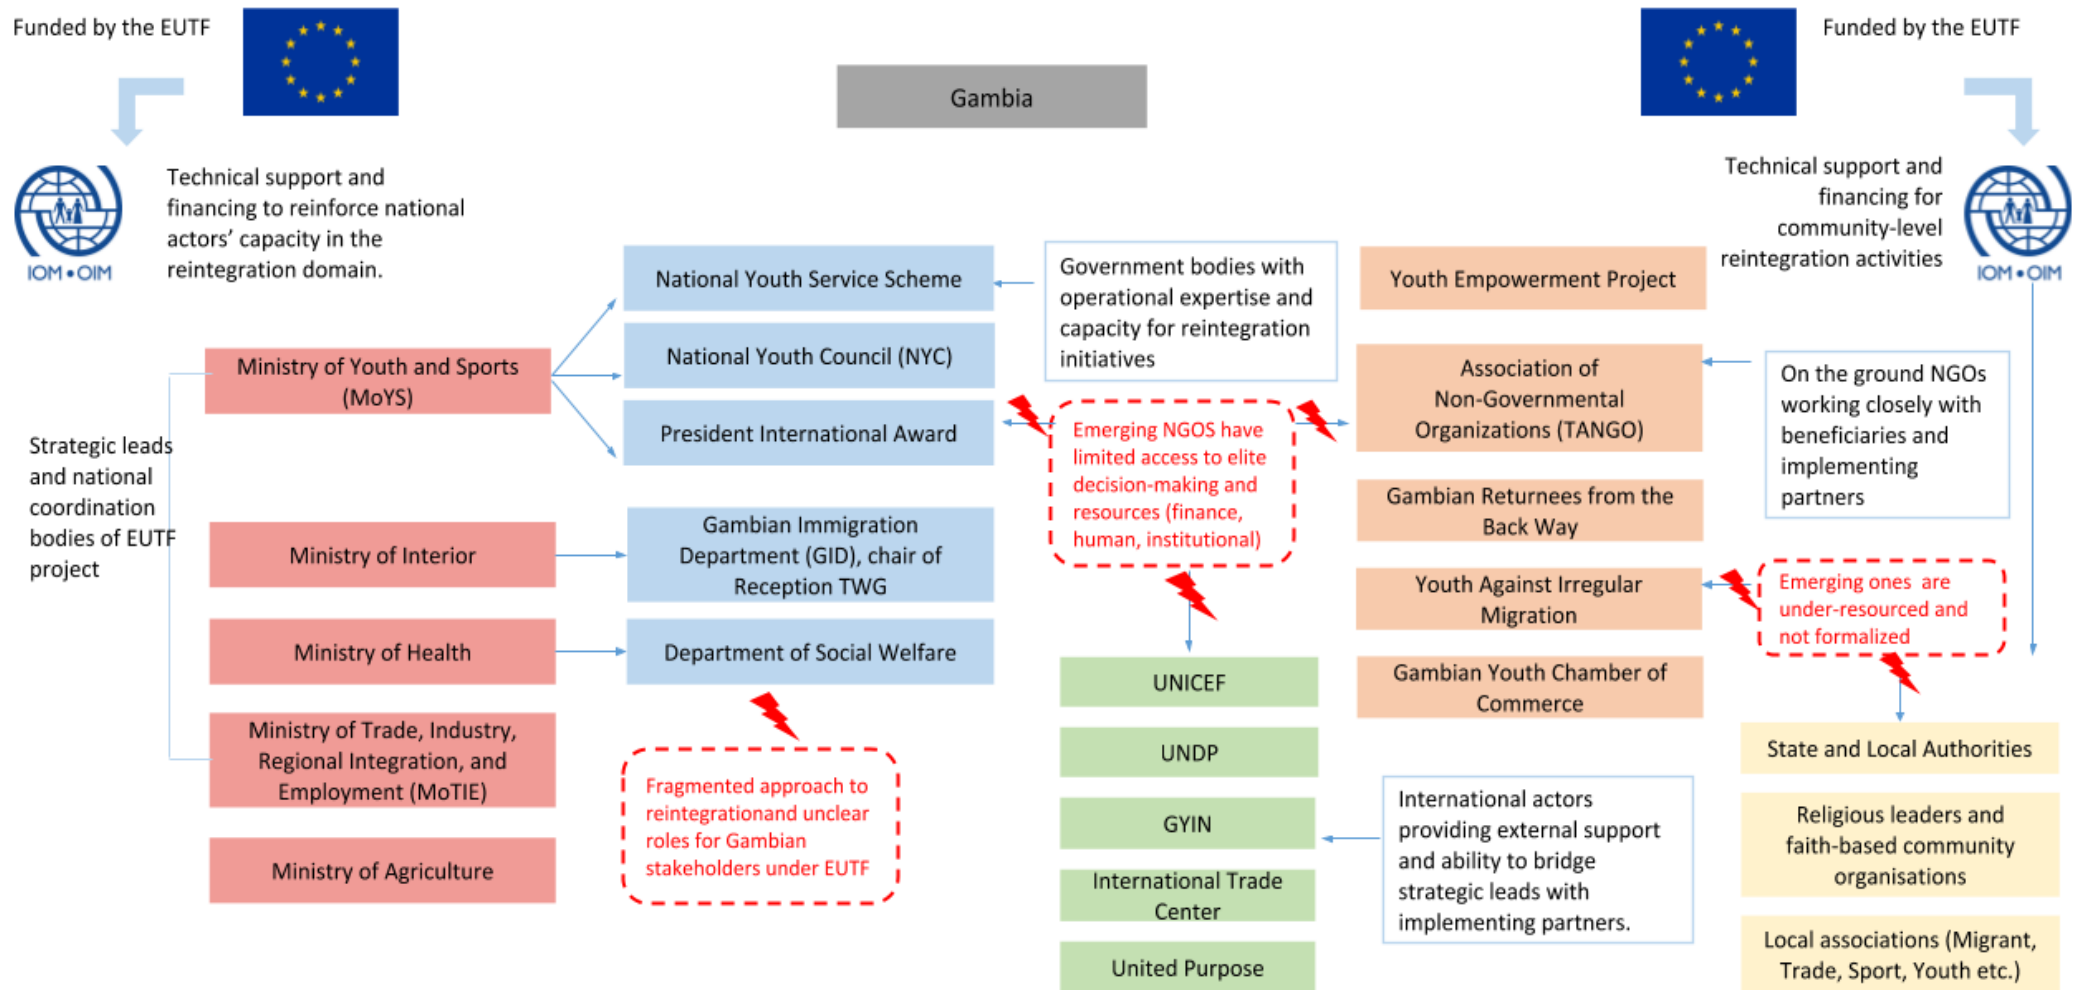 Funded by the EUTF
Funded by the EUTF
Gambia
IOM • OIM
Technical support and
financing to reinforce national
actors' capacity in the
reintegration domain.
Technical support and
financing for
community-level
reintegration activities
IOM • OIM
Strategic leads
and national
coordination
bodies of EUTF
project
Ministry of Youth and Sports
(MoYS)
Ministry of Interior
Ministry of Health
Ministry of Trade, Industry,
Regional Integration, and
Employment (MoTIE)
Ministry of Agriculture
National Youth Service Scheme
National Youth Council (NYC)
President International Award
Gambian Immigration
Department (GID), chair of
Reception TWG
Department of Social Welfare
Fragmented approach to
reintegrationand unclear
roles for Gambian
stakeholders under EUTF
Government bodies with
operational expertise and
capacity for reintegration
initiatives
Emerging NGOS have
limited access to elite
decision-making and
resources (finance,
human, institutional)
UNICEF
UNDP
GYIN
International Trade
Center
United Purpose
Youth Empowerment Project
Association of
Non-Governmental
Organizations (TANGO)
Gambian Returnees from the
Back Way
Youth Against Irregular
Migration
Gambian Youth Chamber of
Commerce
International actors
providing external support
and ability to bridge
strategic leads with
implementing partners.
On the ground NGOs
working closely with
beneficiaries and
implementing
partners
Emerging ones are
under-resourced and
not formalized
State and Local Authorities
Religious leaders and
faith-based community
organisations
Local associations (Migrant,
Trade, Sport, Youth etc.)